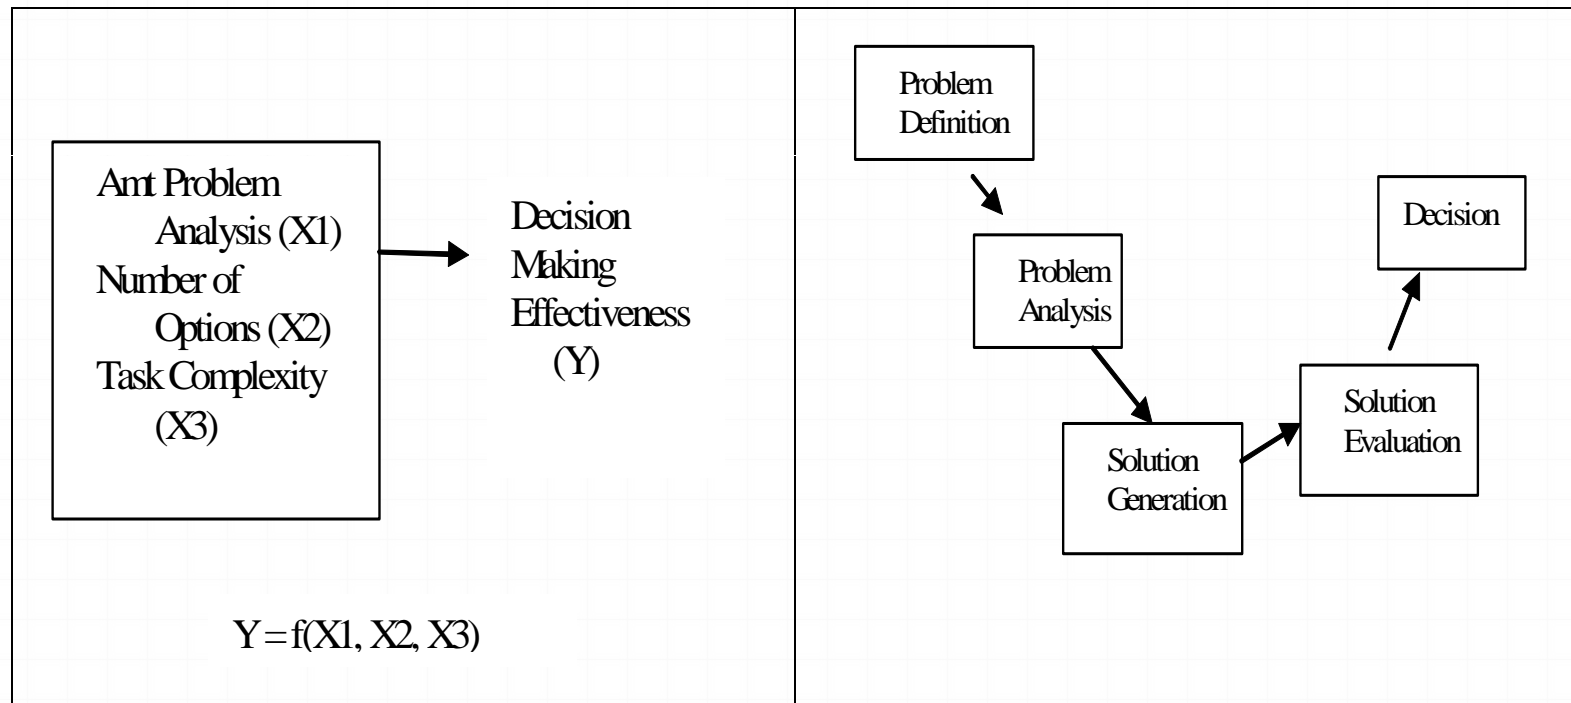 Amt Problem
Analysis (X1)
Number of
Options (X2)
Task Complexity
(X3)
Decision
Making
Effectiveness
(Y)
Y = f(X1, X2, X3)
Problem
Definition
Problem
Analysis
Solution
Generation
Solution
Evaluation
Decision